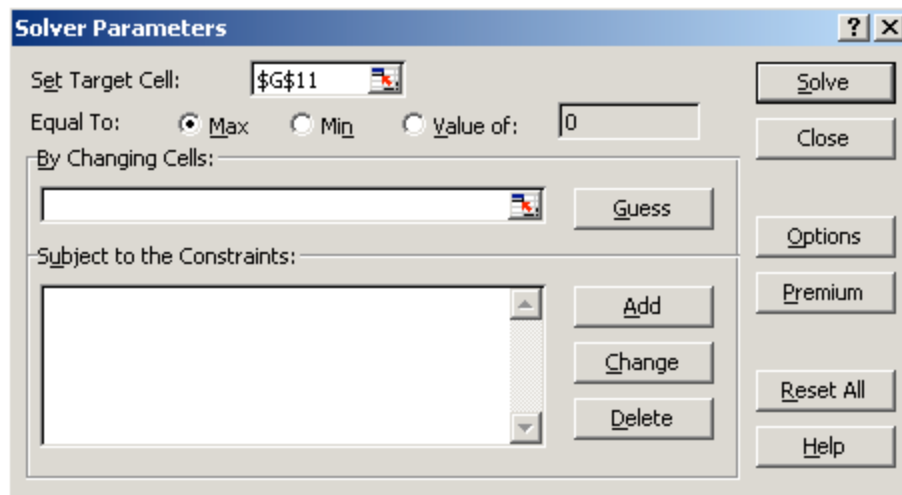 Solver Parameters ?
Set Target Cell: $G$11 Solve
Equal To: Max Min Value of: 0 Close
By Changing Cells:
Guess
Options
Subject to the Constraints:
Premium
Add
Change
Reset All
Delete
Help